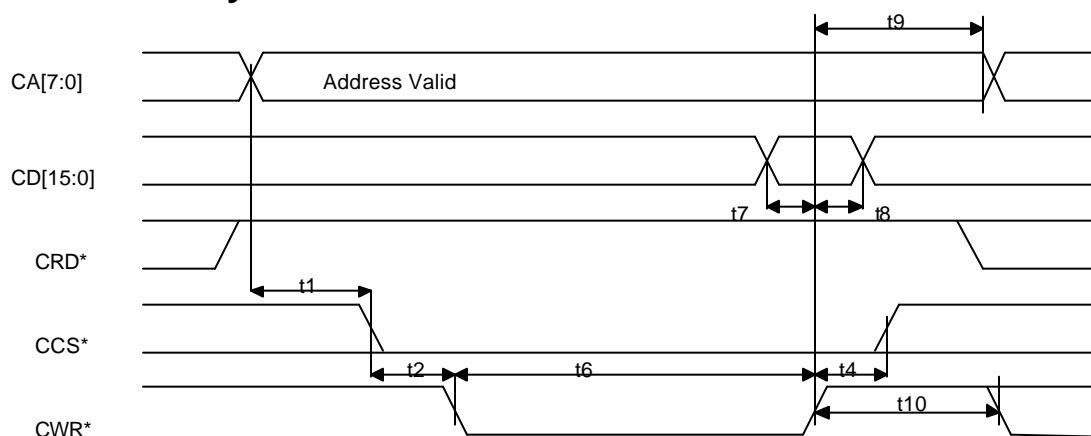 t9
CA[7:0]
Address Valid
CD[15:0]
t7
t8
CRD*
t1
CCS*
t2
t6
t4
t10
CWR*